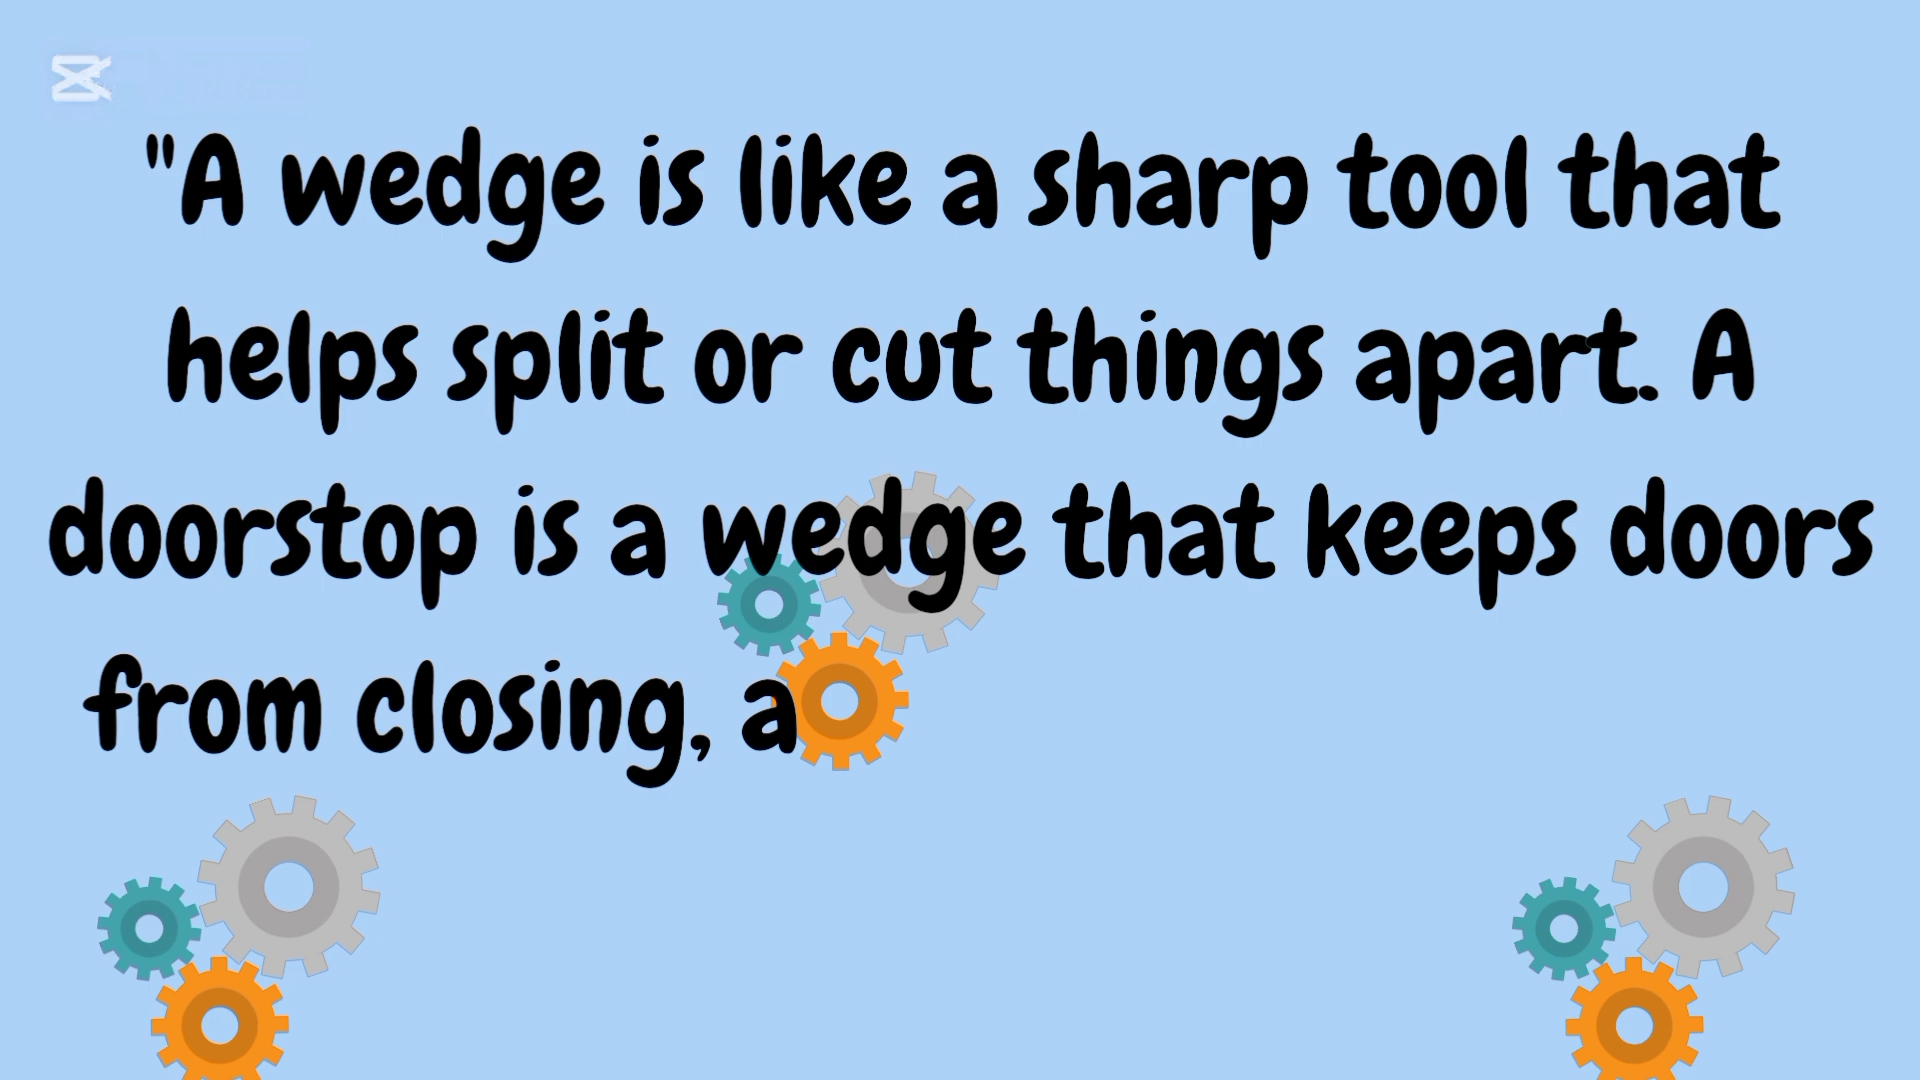 "A wedge is like a sharp tool that
helps split or cut things apart. A
doorstop is a wedge that keeps doors
from closing, a